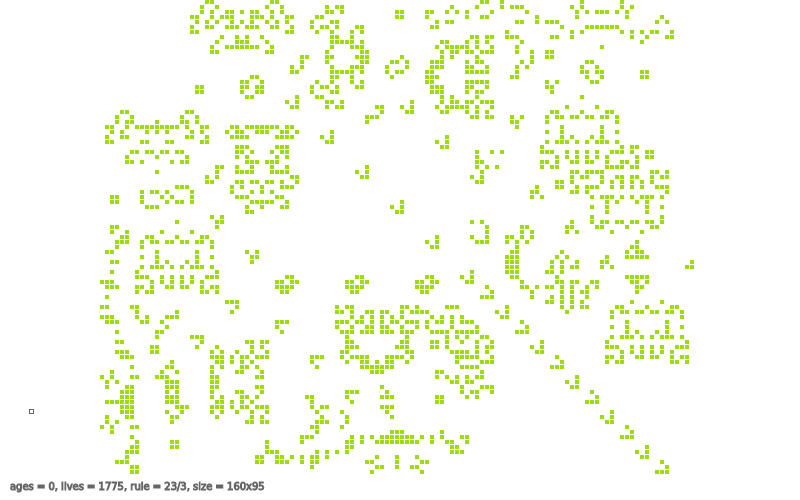 ages = 0, lives = 1775, rule = 23/3, size = 160x95